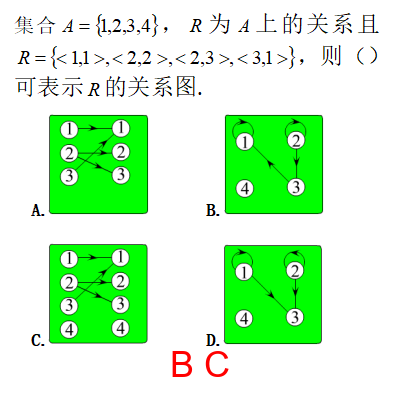 集合 A = {1,2,3,4}, R 为 A 上的关系且
R = {< 1,1 >,< 2,2 >,< 2,3 >,< 3,1 >}, 则 ()
可表示 R 的关系图.
1 1
2 2
3 3
A.
1 2
4 3
B.
1 1
2 2
3 3
4 4
C.
1 2
4 3
D.
B C